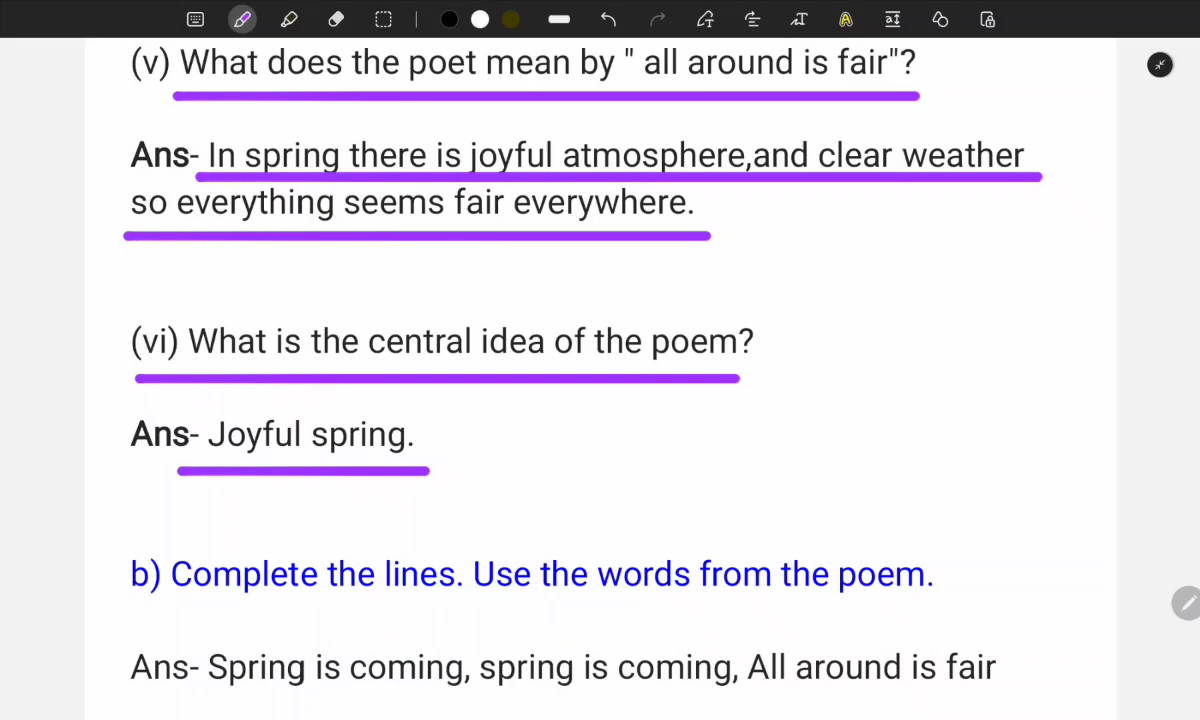 (v) What does the poet mean by " all around is fair"?
Ans- In spring there is joyful atmosphere,and clear weather
so everything seems fair everywhere.
(vi) What is the central idea of the poem?
Ans- Joyful spring.
b) Complete the lines. Use the words from the poem.
Ans- Spring is coming, spring is coming, All around is fair